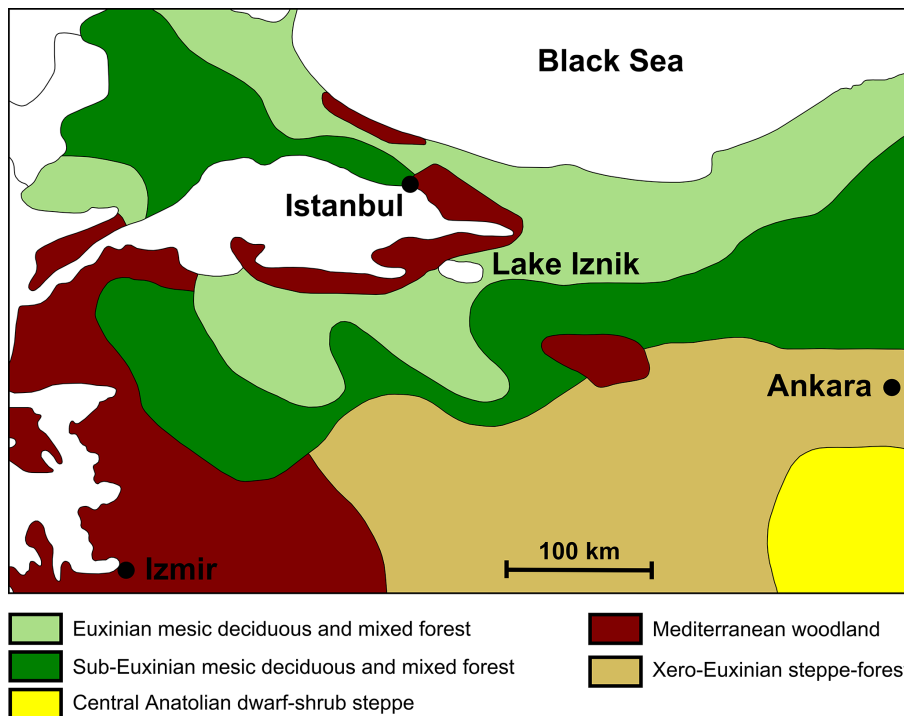 Black Sea
Istanbul
Lake Iznik
Ankara
100 km
Izmir
Euxinian mesic deciduous and mixed forest
Mediterranean woodland
Sub-Euxinian mesic deciduous and mixed forest
Xero-Euxinian steppe-forest
Central Anatolian dwarf-shrub steppe